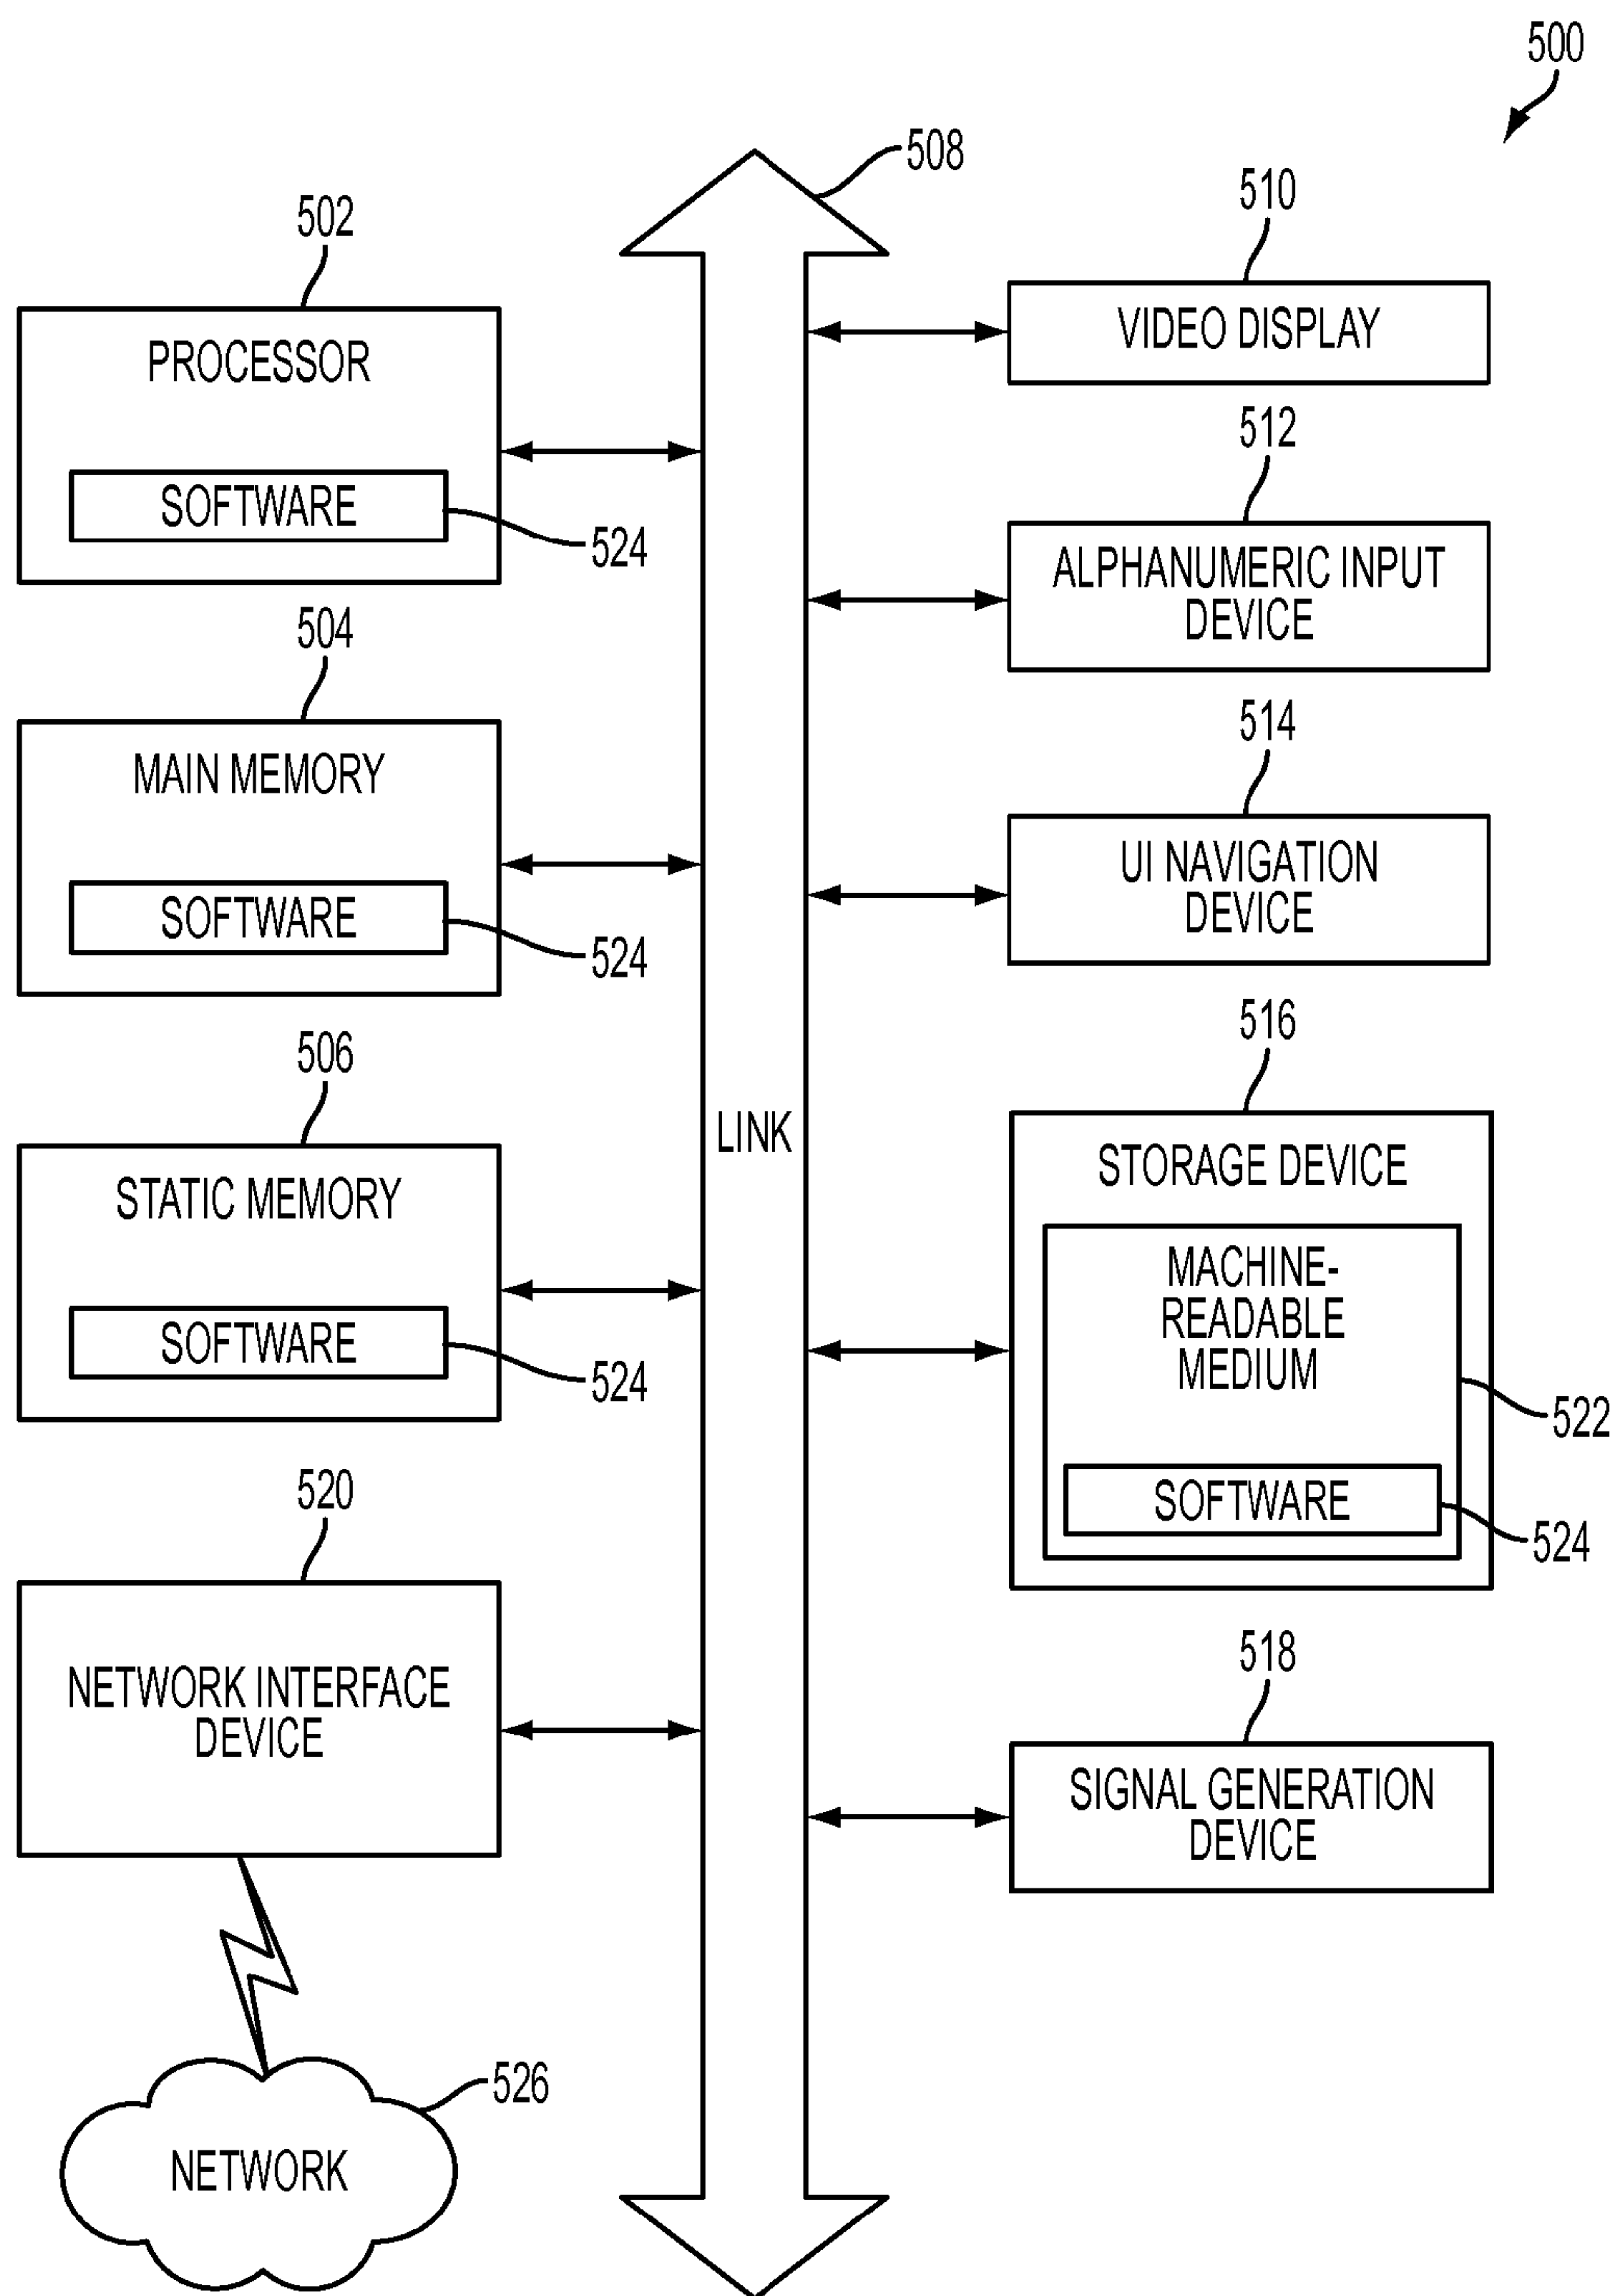 500
508
502
PROCESSOR
SOFTWARE
524
504
MAIN MEMORY
SOFTWARE
524
506
STATIC MEMORY
SOFTWARE
524
520
NETWORK INTERFACE
DEVICE
526
NETWORK
LINK
510
VIDEO DISPLAY
512
ALPHANUMERIC INPUT
DEVICE
514
UI NAVIGATION
DEVICE
516
STORAGE DEVICE
MACHINE-
READABLE
MEDIUM
522
SOFTWARE
524
518
SIGNAL GENERATION
DEVICE